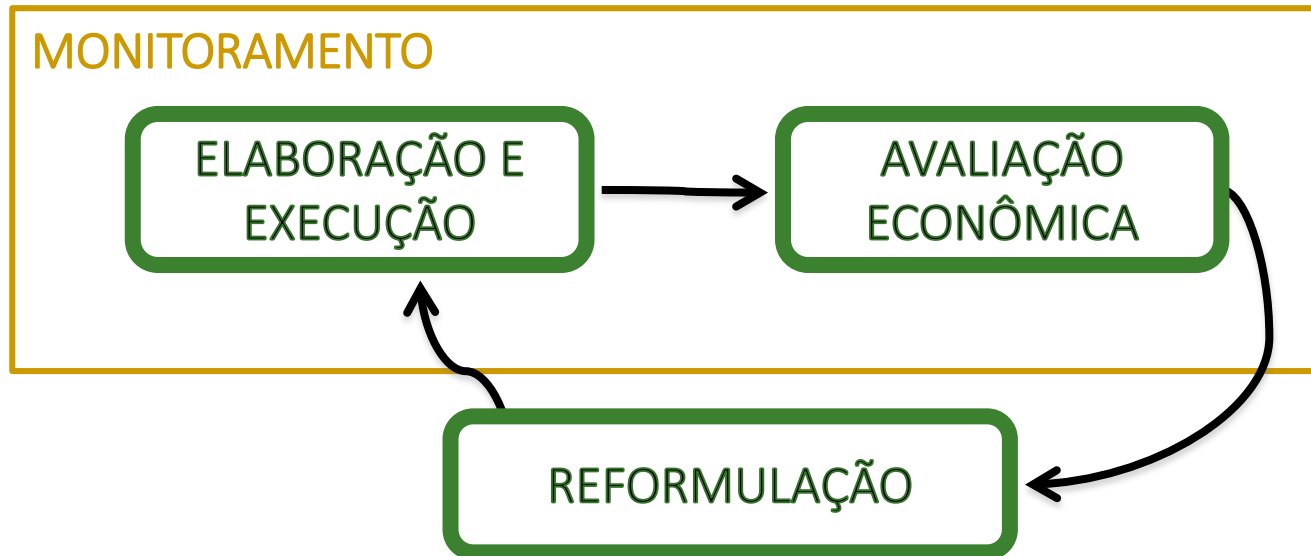 MONITORAMENTO
ELABORAÇÃO E
EXECUÇÃO
AVALIAÇÃO
ECONÔMICA
REFORMULAÇÃO